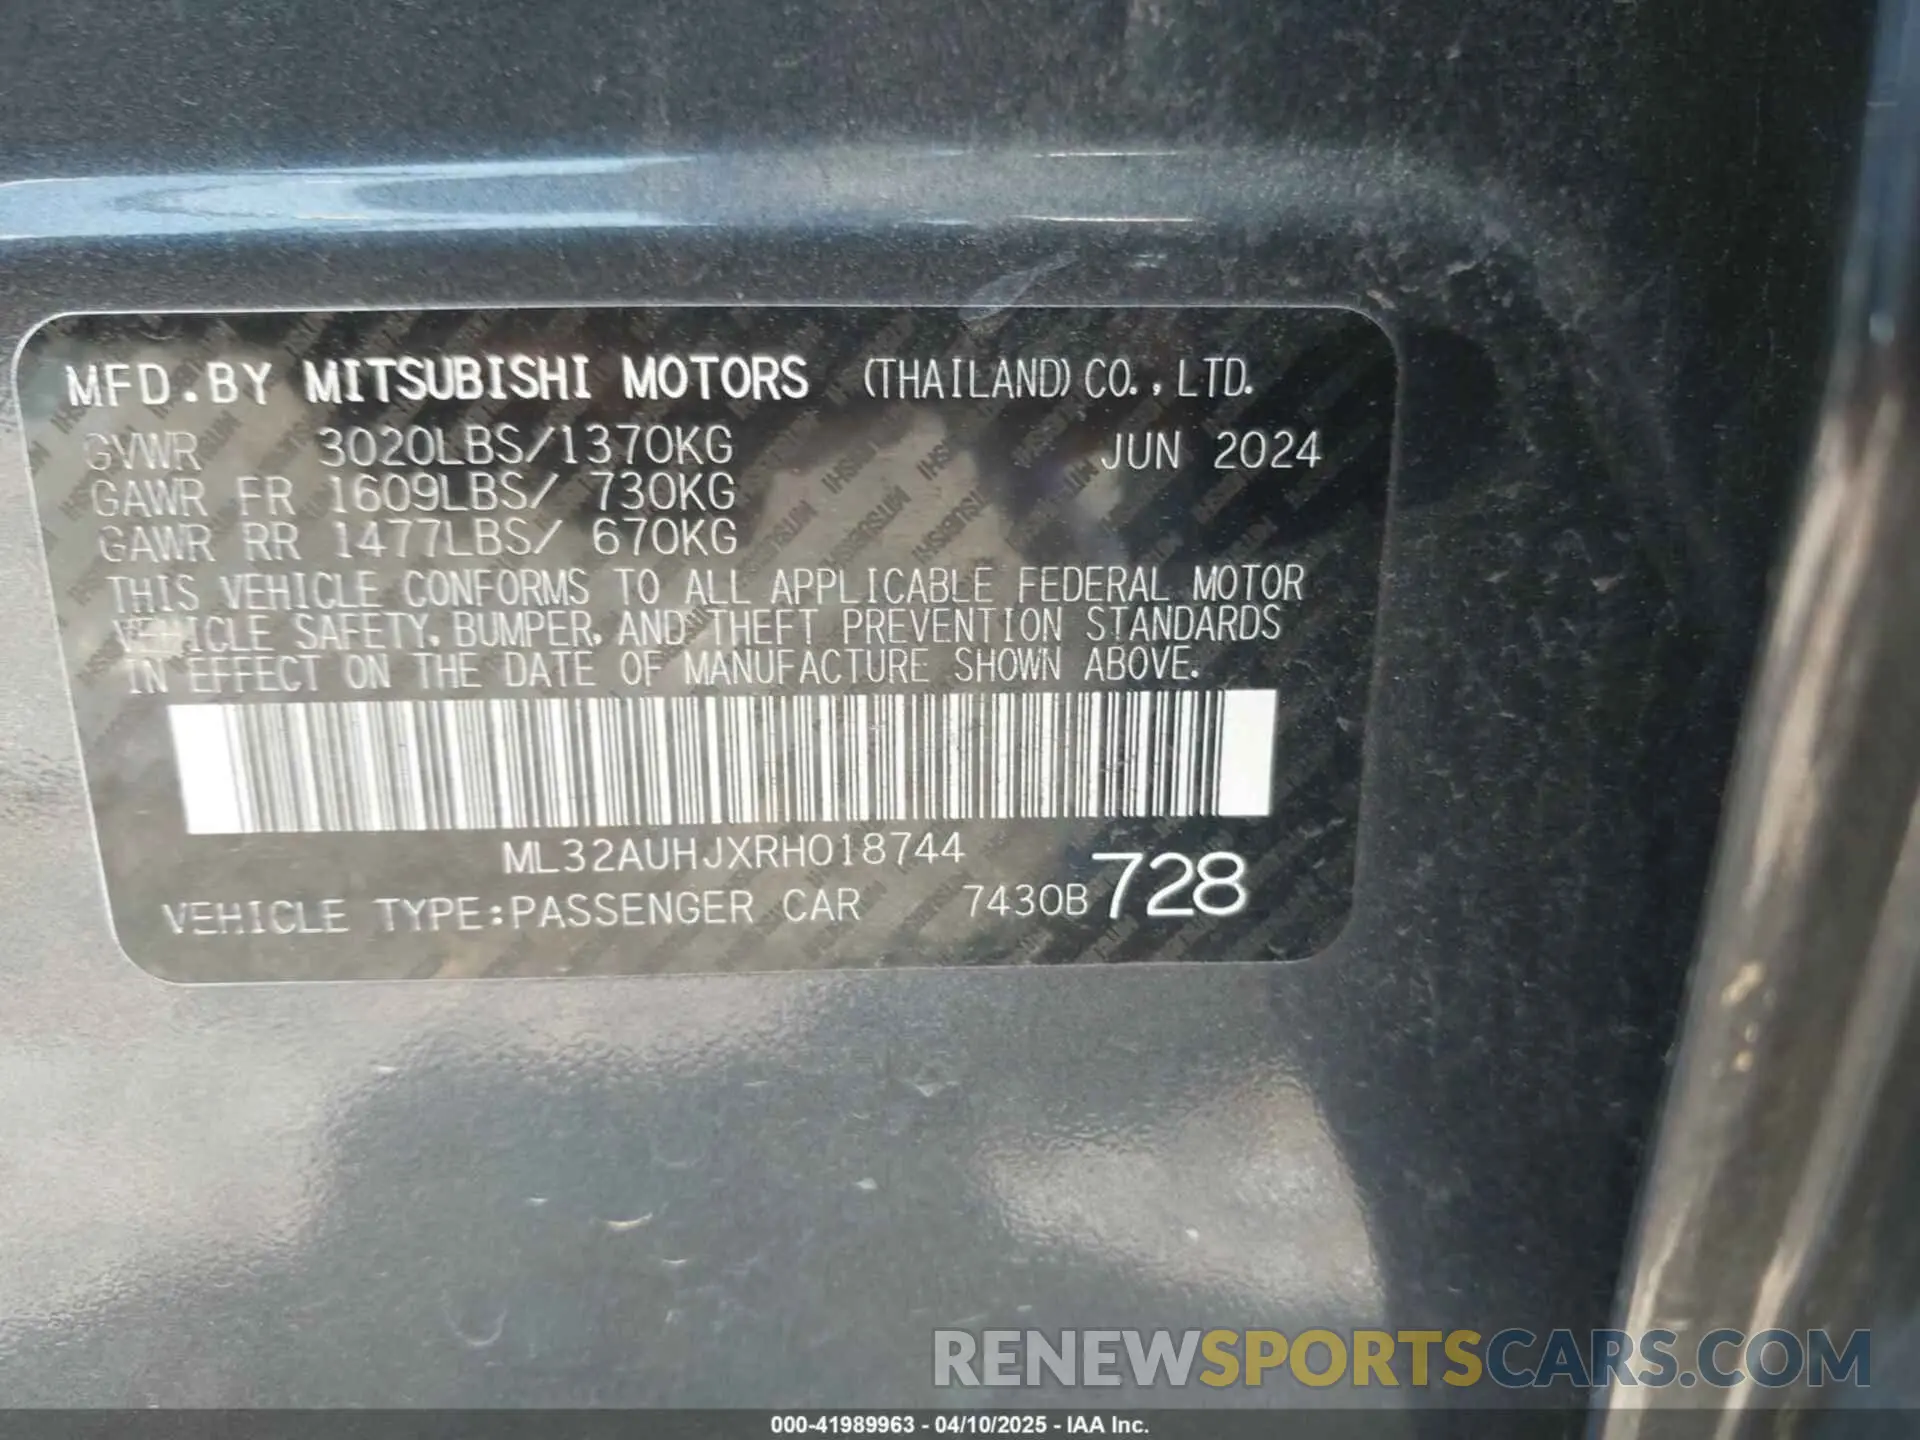 MFD.BY MITSUBISHI MOTORS (THAILAND) CO.,LTD.
GVWR 3020LBS/1370KG JUN 2024
GAWR FR 1609LBS/ 730KG
GAWR RR 1477LBS/ 670KG
THIS VEHICLE CONFORMS TO ALL APPLICABLE FEDERAL MOTOR
VEHICLE SAFETY, BUMPER, AND THEFT PREVENTION STANDARDS
IN EFFECT ON THE DATE OF MANUFACTURE SHOWN ABOVE.
ML32AUHJXRH018744
VEHICLE TYPE:PASSENGER CAR 7430B 728
RENEWSPORTSCARS.COM
000-41989963 - 04/10/2025 - IAA Inc.